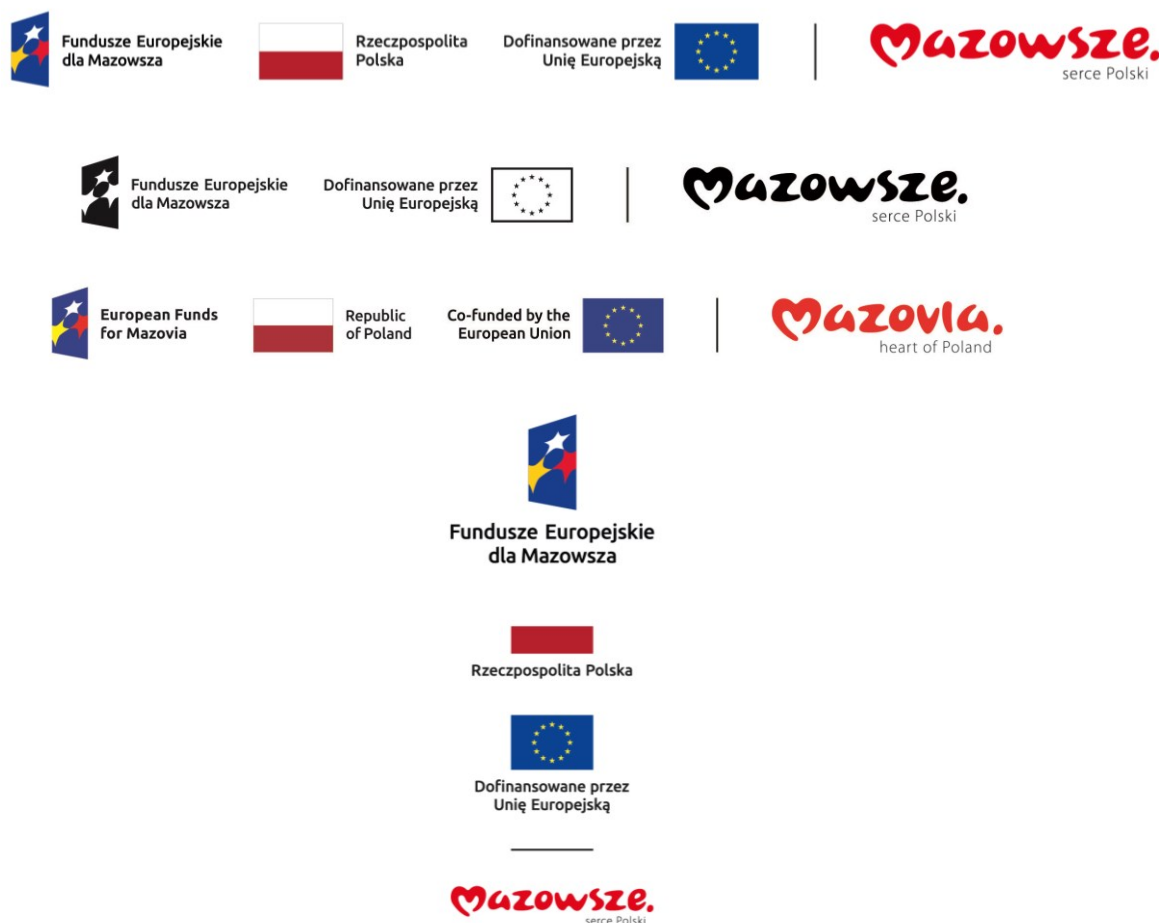 Fundusze Europejskie
dla Mazowsza
Rzeczpospolita
Polska
Dofinansowane przez
Unię Europejską
Mazowsze.
serce Polski
Fundusze Europejskie
dla Mazowsza
Dofinansowane przez
Unię Europejską
Mazowsze.
serce Polski
European Funds
for Mazovia
Republic
of Poland
Co-funded by the
European Union
Mazovia.
heart of Poland
Fundusze Europejskie
dla Mazowsza
Rzeczpospolita Polska
Dofinansowane przez
Unię Europejską
Mazowsze.
serce Polski